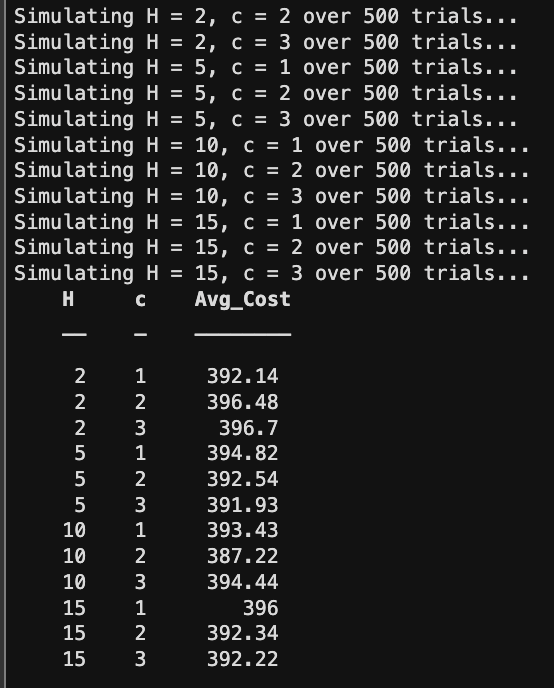 Simulating H = 2, c = 2 over 500 trials...
Simulating H = 2, c = 3 over 500 trials...
Simulating H = 5, c = 1 over 500 trials...
Simulating H = 5, c = 2 over 500 trials...
Simulating H = 5, c = 3 over 500 trials...
Simulating H = 10, c = 1 over 500 trials...
Simulating H = 10, c = 2 over 500 trials...
Simulating H = 10, c = 3 over 500 trials...
Simulating H = 15, c = 1 over 500 trials...
Simulating H = 15, c = 2 over 500 trials...
Simulating H = 15, c = 3 over 500 trials...
H c Avg_Cost
2 1 392.14
2 2 396.48
2 3 396.7
5 1 394.82
5 2 392.54
5 3 391.93
10 1 393.43
10 2 387.22
10 3 394.44
15 1 396
15 2 392.34
15 3 392.22